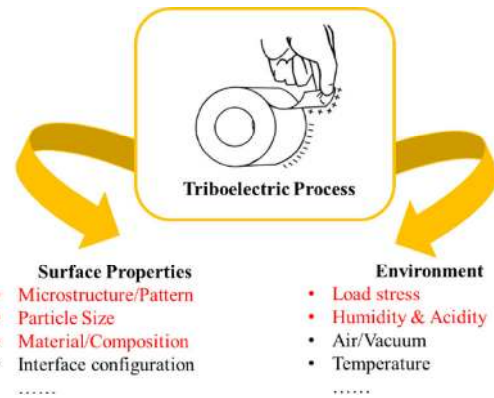 Triboelectric Process
Surface Properties
Microstructure/Pattern
Particle Size
Material/Composition
Interface configuration
……
Environment
• Load stress
• Humidity & Acidity
• Air/Vacuum
• Temperature
……